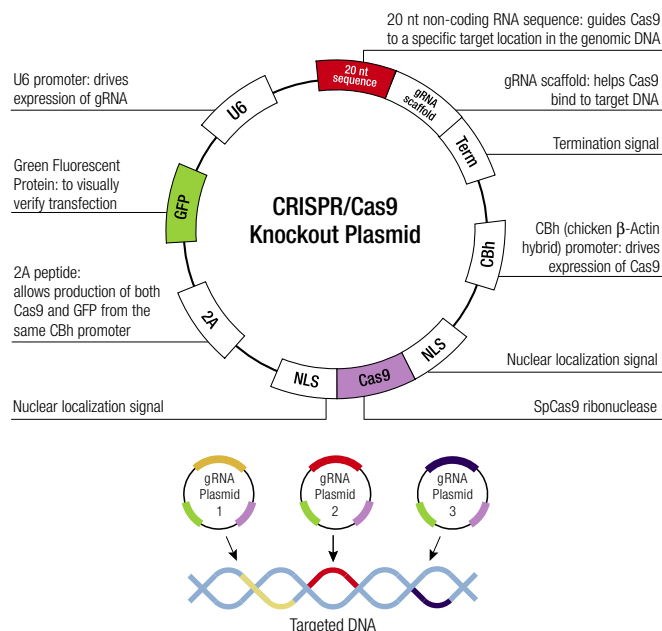 20 nt non-coding RNA sequence: guides Cas9
to a specific target location in the genomic DNA
U6 promoter: drives
expression of gRNA
gRNA scaffold: helps Cas9
bind to target DNA
Termination signal
Green Fluorescent
Protein: to visually
verify transfection
CBh (chicken β-Actin
hybrid) promoter: drives
expression of Cas9
2A peptide:
allows production of both
Cas9 and GFP from the
same CBh promoter
Nuclear localization signal
Nuclear localization signal
SpCas9 ribonuclease
CRISPR/Cas9
Knockout Plasmid
20 nt
sequence
gRNA
scaffold
Term
CBh
NLS
Cas9
NLS
2A
GFP
U6
gRNA
Plasmid
1
gRNA
Plasmid
2
gRNA
Plasmid
3
Targeted DNA